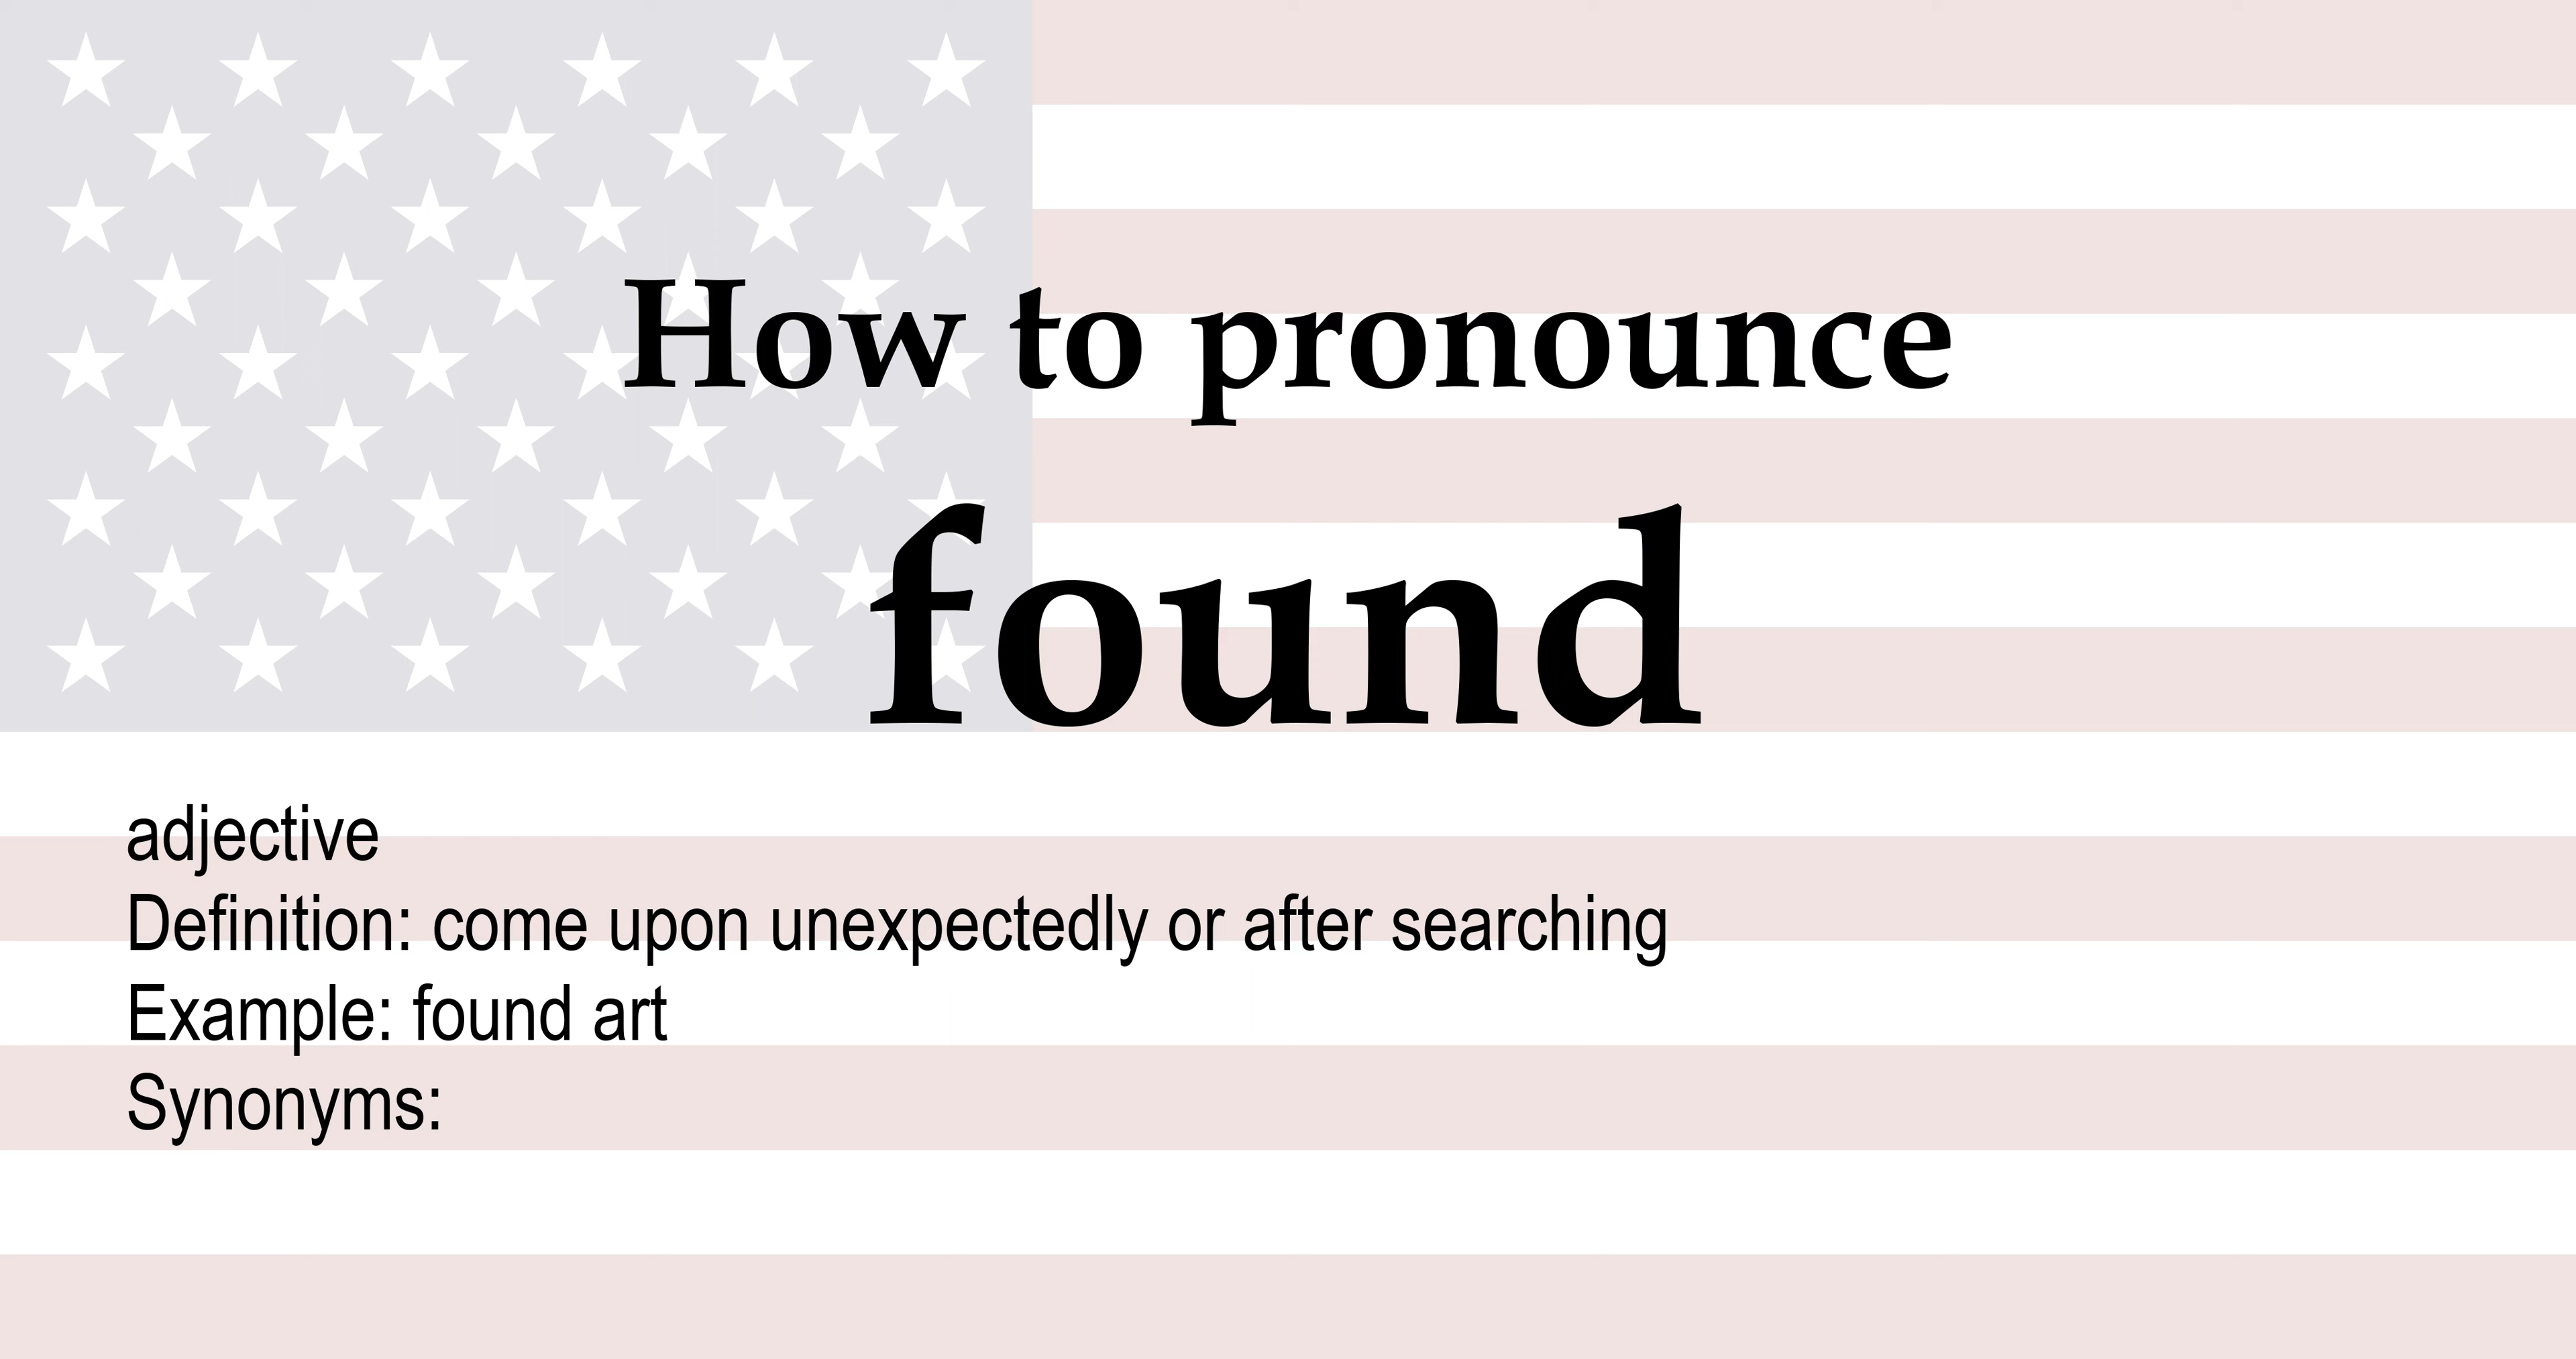 How to pronounce
found
adjective
Definition: come upon unexpectedly or after searching
Example: found art
Synonyms: